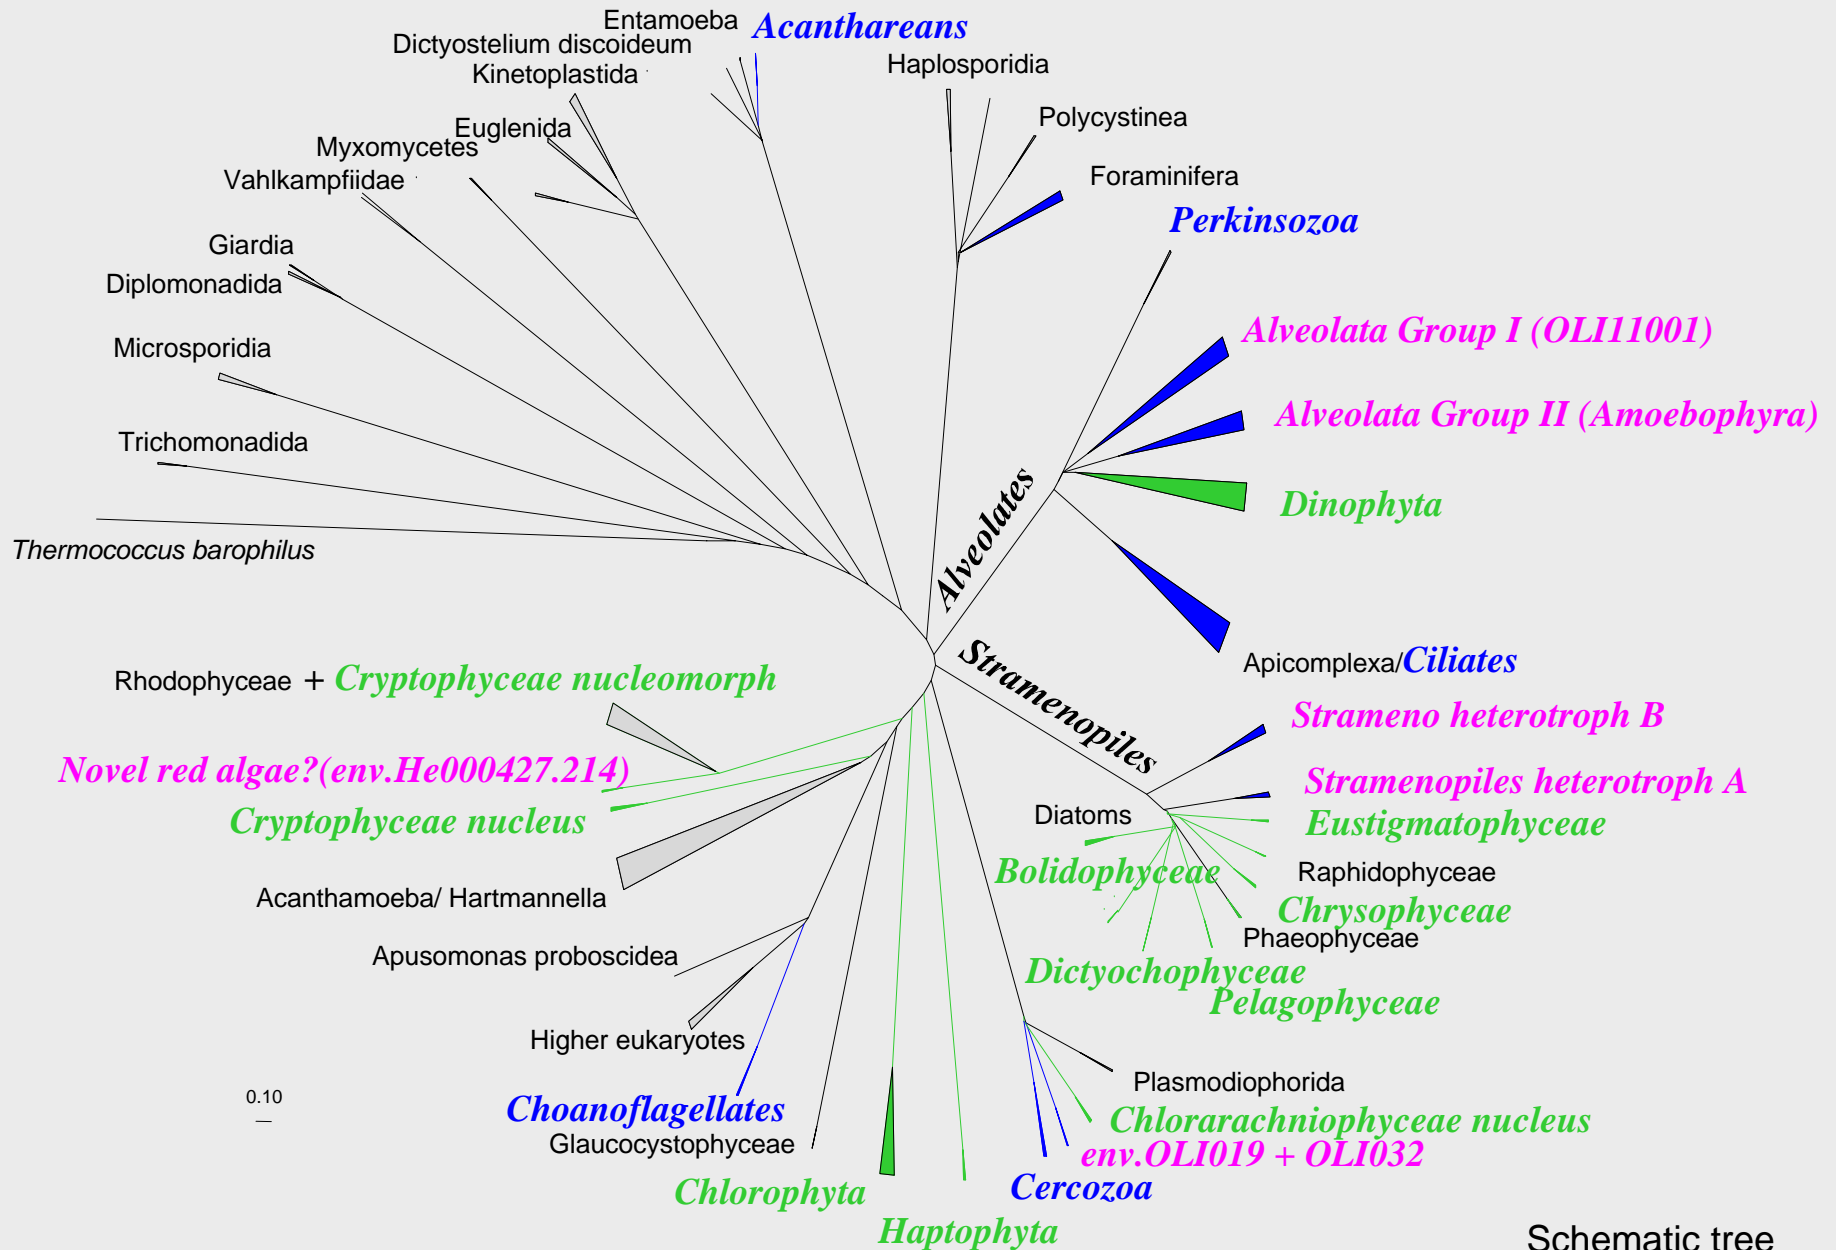 Entamoeba
Acanthareans
Dictyostelium discoideum
Haplosporidia
Kinetoplastida
Polycystinea
Euglenida
Myxomycetes
Foraminifera
Vahlkampfiidae
Perkinsozoa
Giardia
Diplomonadida
Alveolata Group I (OLI11001)
Microsporidia
Alveolata Group II (Amoebophyra)
Trichomonadida
Dinophyta
Alveolates
Thermococcus barophilus
Apicomplexa/Ciliates
Stramenopiles
Rhodophyceae + Cryptophyceae nucleomorph
Strameno heterotroph B
Novel red algae?(env.He000427.214)
Stramenopiles heterotroph A
Cryptophyceae nucleus
Diatoms
Eustigmatophyceae
Bolidophyceae
Raphidophyceae
Acanthamoeba/ Hartmannella
Chrysophyceae
Phaeophyceae
Apusomonas proboscidea
Dictyochophyceae
Pelagophyceae
Higher eukaryotes
Plasmodiophorida
0.10
Choanoflagellates
Chlorarachniophyceae nucleus
Glaucocystophyceae
env.OLI019 + OLI032
Chlorophyta
Cercozoa
Haptophyta
Schematic tree